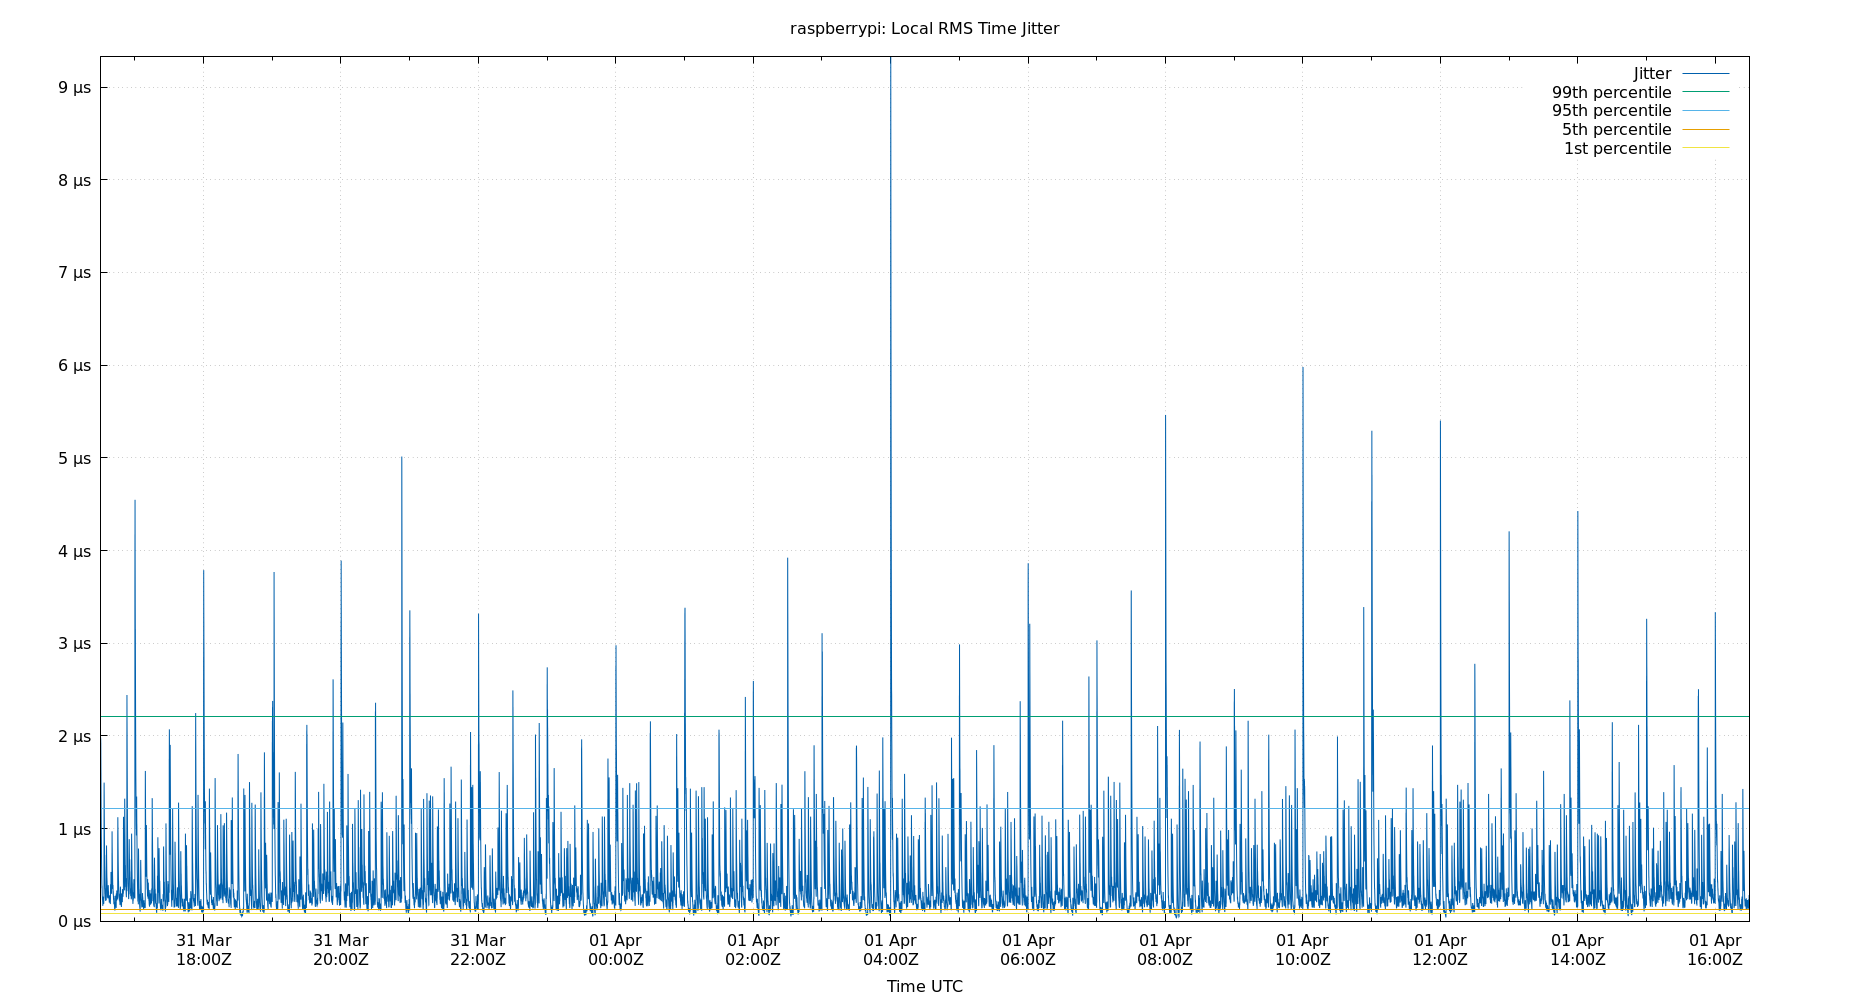 raspberrypi: Local RMS Time Jitter
Jitter
99th percentile
95th percentile
5th percentile
1st percentile
9 µs
8 µs
7 µs
6 µs
5 µs
4 µs
3 µs
2 µs
1 µs
0 µs
31 Mar 31 Mar 31 Mar 01 Apr 01 Apr 01 Apr 01 Apr 01 Apr 01 Apr 01 Apr 01 Apr 01 Apr
18:00Z 20:00Z 22:00Z 00:00Z 02:00Z 04:00Z 06:00Z 08:00Z 10:00Z 12:00Z 14:00Z 16:00Z
Time UTC